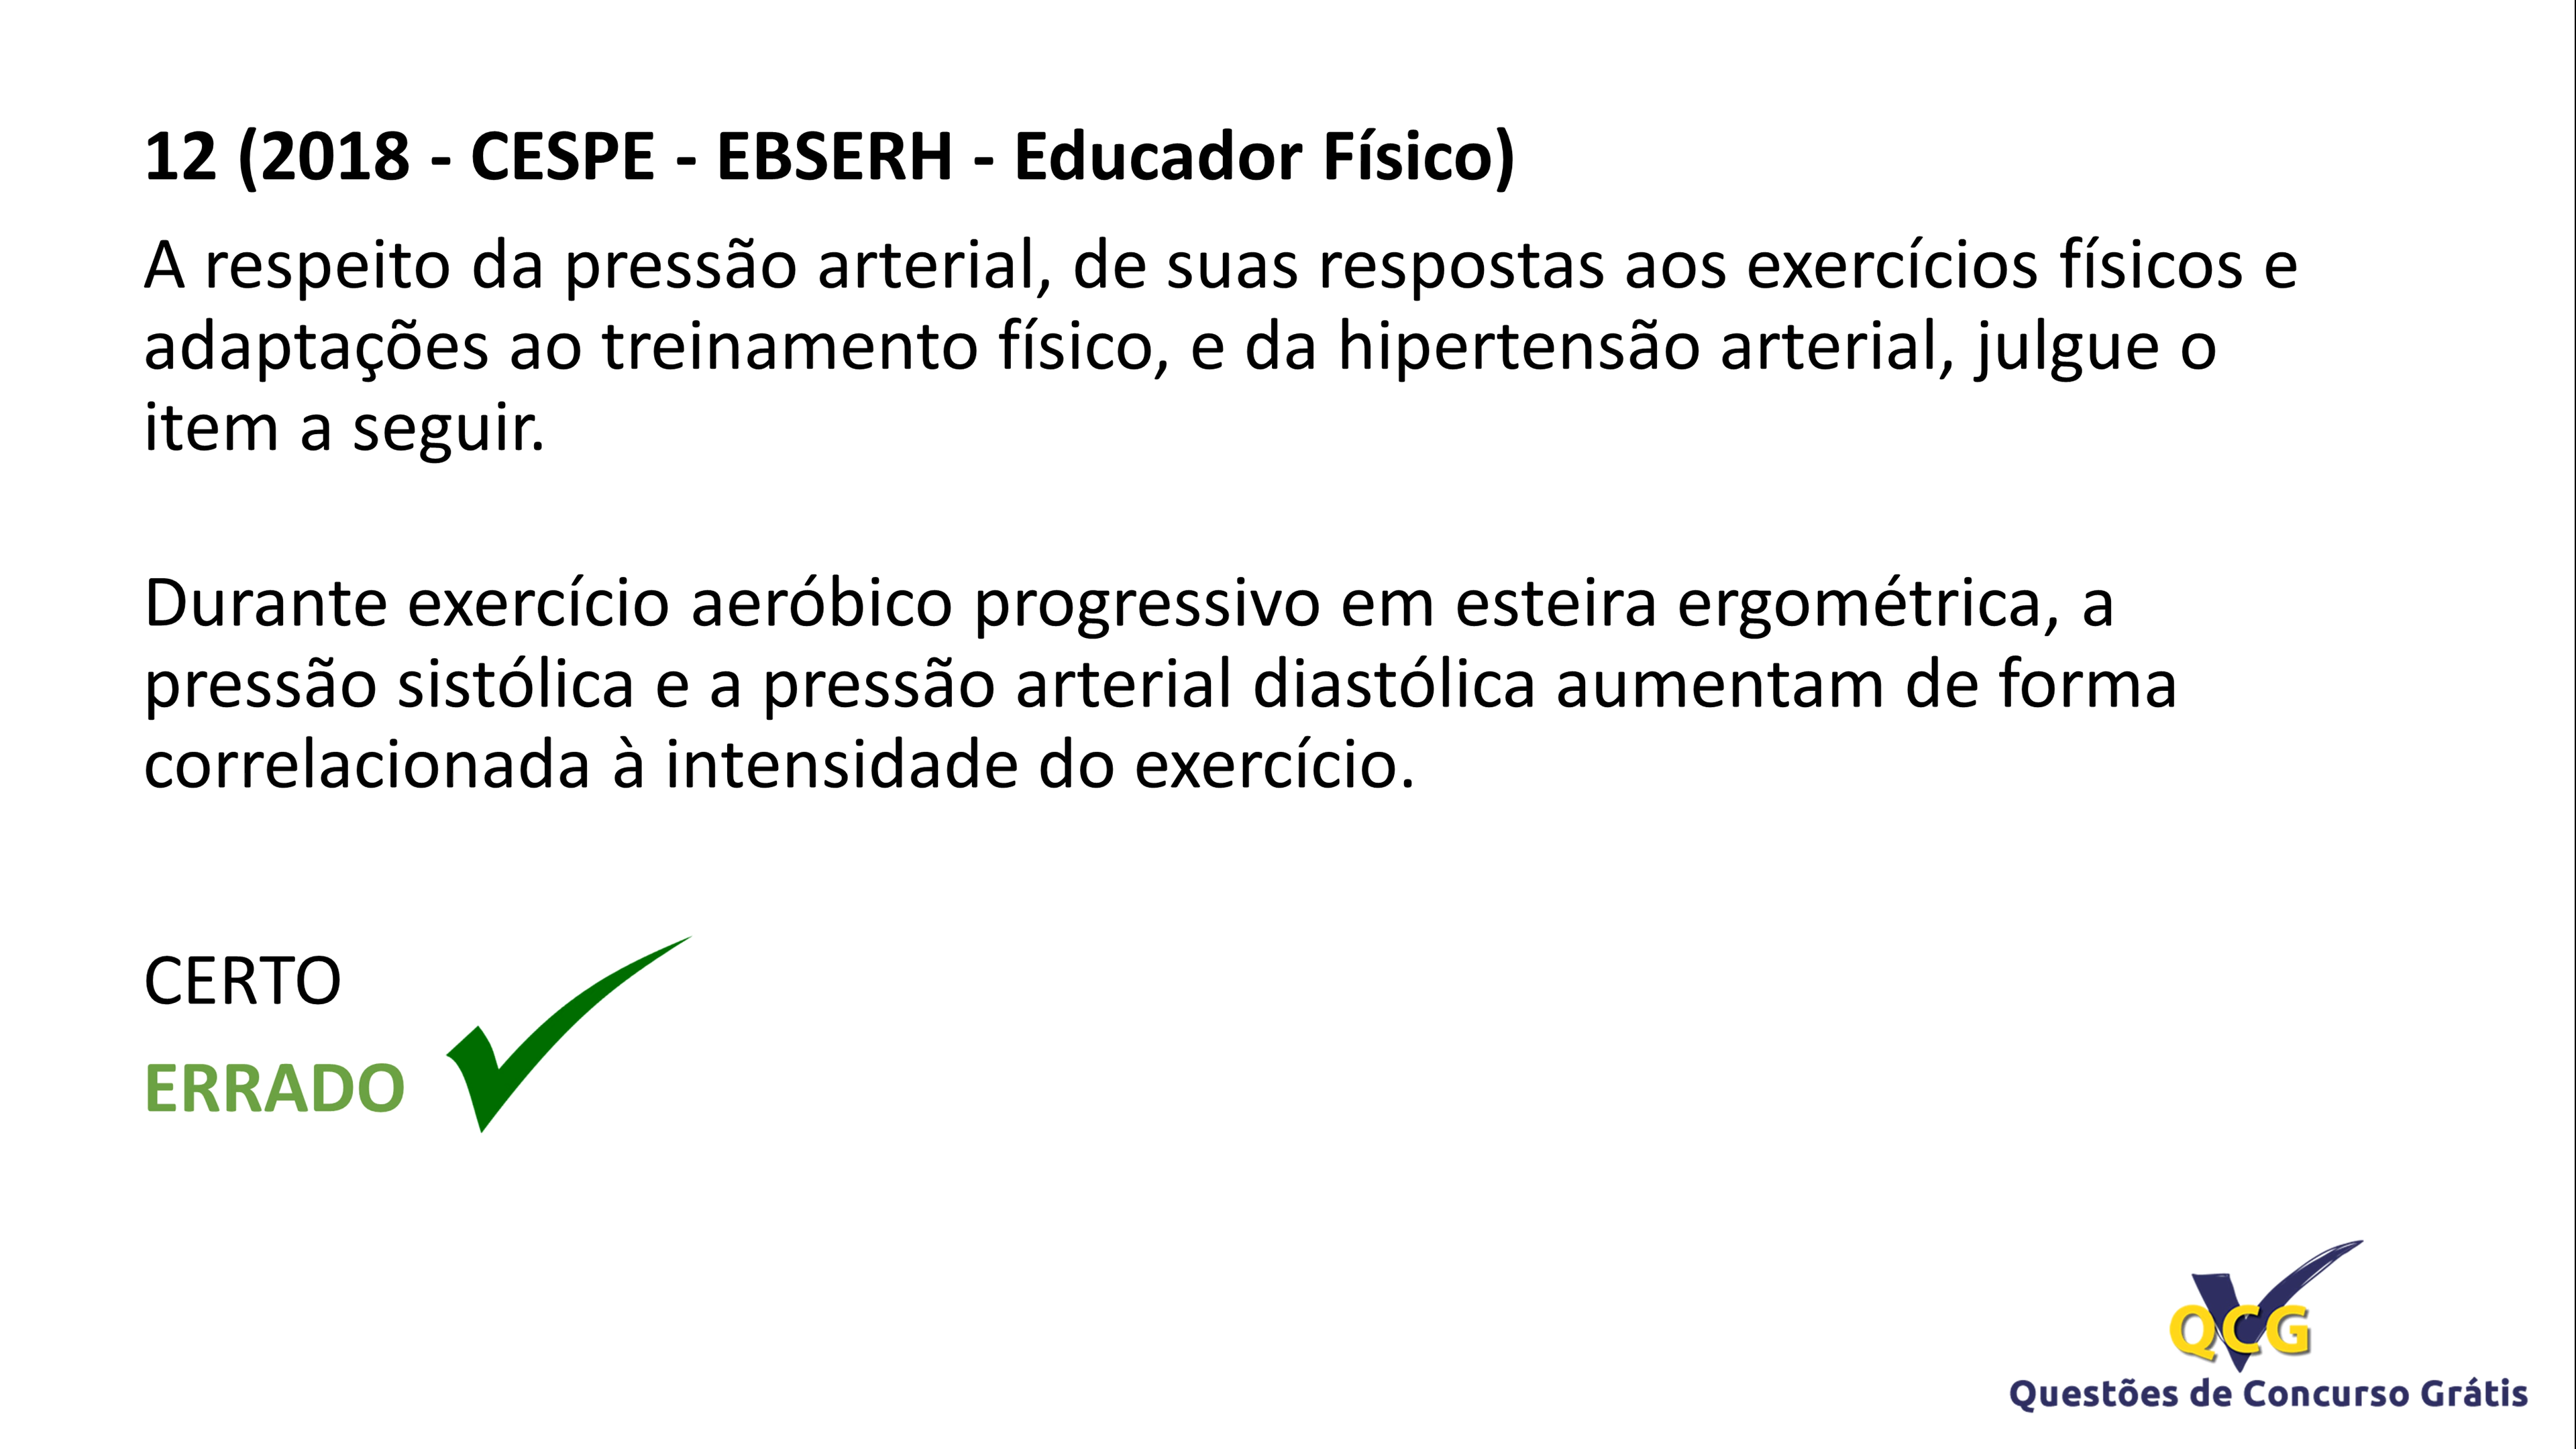 12 (2018 - CESPE - EBSERH - Educador Físico)
A respeito da pressão arterial, de suas respostas aos exercícios físicos e
adaptações ao treinamento físico, e da hipertensão arterial, julgue o
item a seguir.
Durante exercício aeróbico progressivo em esteira ergométrica, a
pressão sistólica e a pressão arterial diastólica aumentam de forma
correlacionada à intensidade do exercício.
CERTO
ERRADO
QCG
Questões de Concurso Grátis